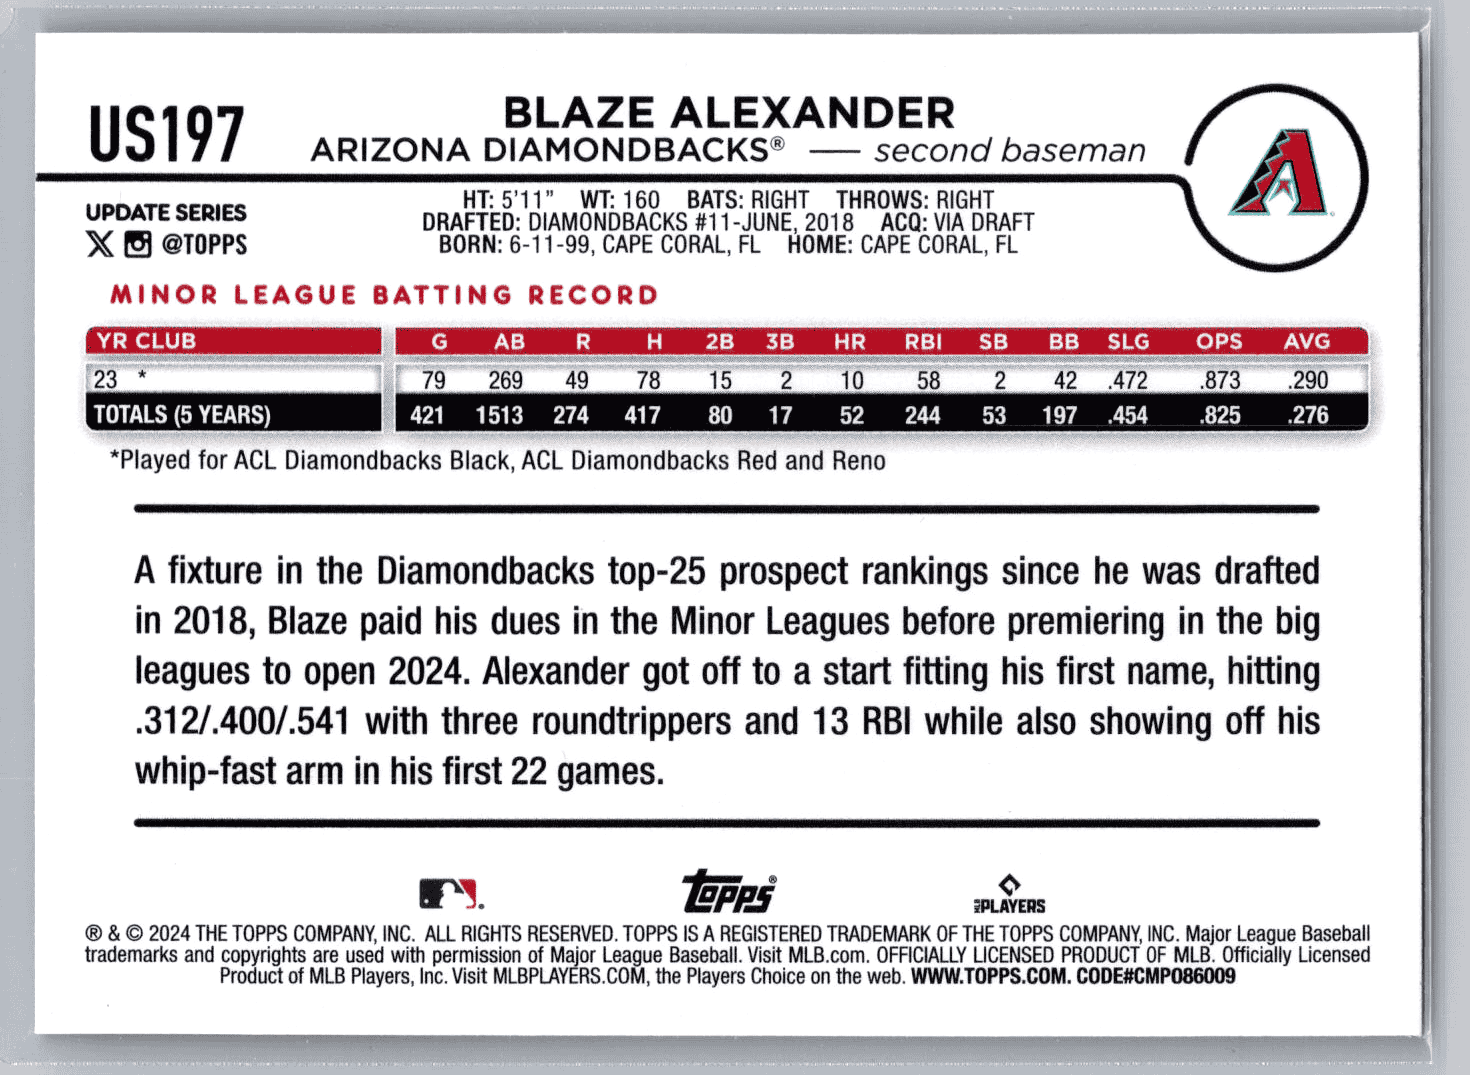 US197
BLAZE ALEXANDER
ARIZONA DIAMONDBACKS® — second baseman
UPDATE SERIES
@TOPPS
HT: 5'11" WT: 160 BATS: RIGHT THROWS: RIGHT
DRAFTED: DIAMONDBACKS #11-JUNE, 2018 ACQ: VIA DRAFT
BORN: 6-11-99, CAPE CORAL, FL HOME: CAPE CORAL, FL
MINOR LEAGUE BATTING RECORD
YR CLUB G AB R H 2B 3B HR RBI SB BB SLG OPS AVG
23 * 79 269 49 78 15 2 10 58 2 42 .472 .873 .290
TOTALS (5 YEARS) 421 1513 274 417 80 17 52 244 53 197 .454 .825 .276
*Played for ACL Diamondbacks Black, ACL Diamondbacks Red and Reno
A fixture in the Diamondbacks top-25 prospect rankings since he was drafted
in 2018, Blaze paid his dues in the Minor Leagues before premiering in the big
leagues to open 2024. Alexander got off to a start fitting his first name, hitting
.312/.400/.541 with three roundtrippers and 13 RBI while also showing off his
whip-fast arm in his first 22 games.
Topps®
MLB PLAYERS
® & © 2024 THE TOPPS COMPANY, INC. ALL RIGHTS RESERVED. TOPPS IS A REGISTERED TRADEMARK OF THE TOPPS COMPANY, INC. Major League Baseball
trademarks and copyrights are used with permission of Major League Baseball. Visit MLB.com. OFFICIALLY LICENSED PRODUCT OF MLB. Officially Licensed
Product of MLB Players, Inc. Visit MLBPLAYERS.COM, the Players Choice on the web. WWW.TOPPS.COM. CODE#CMP086009